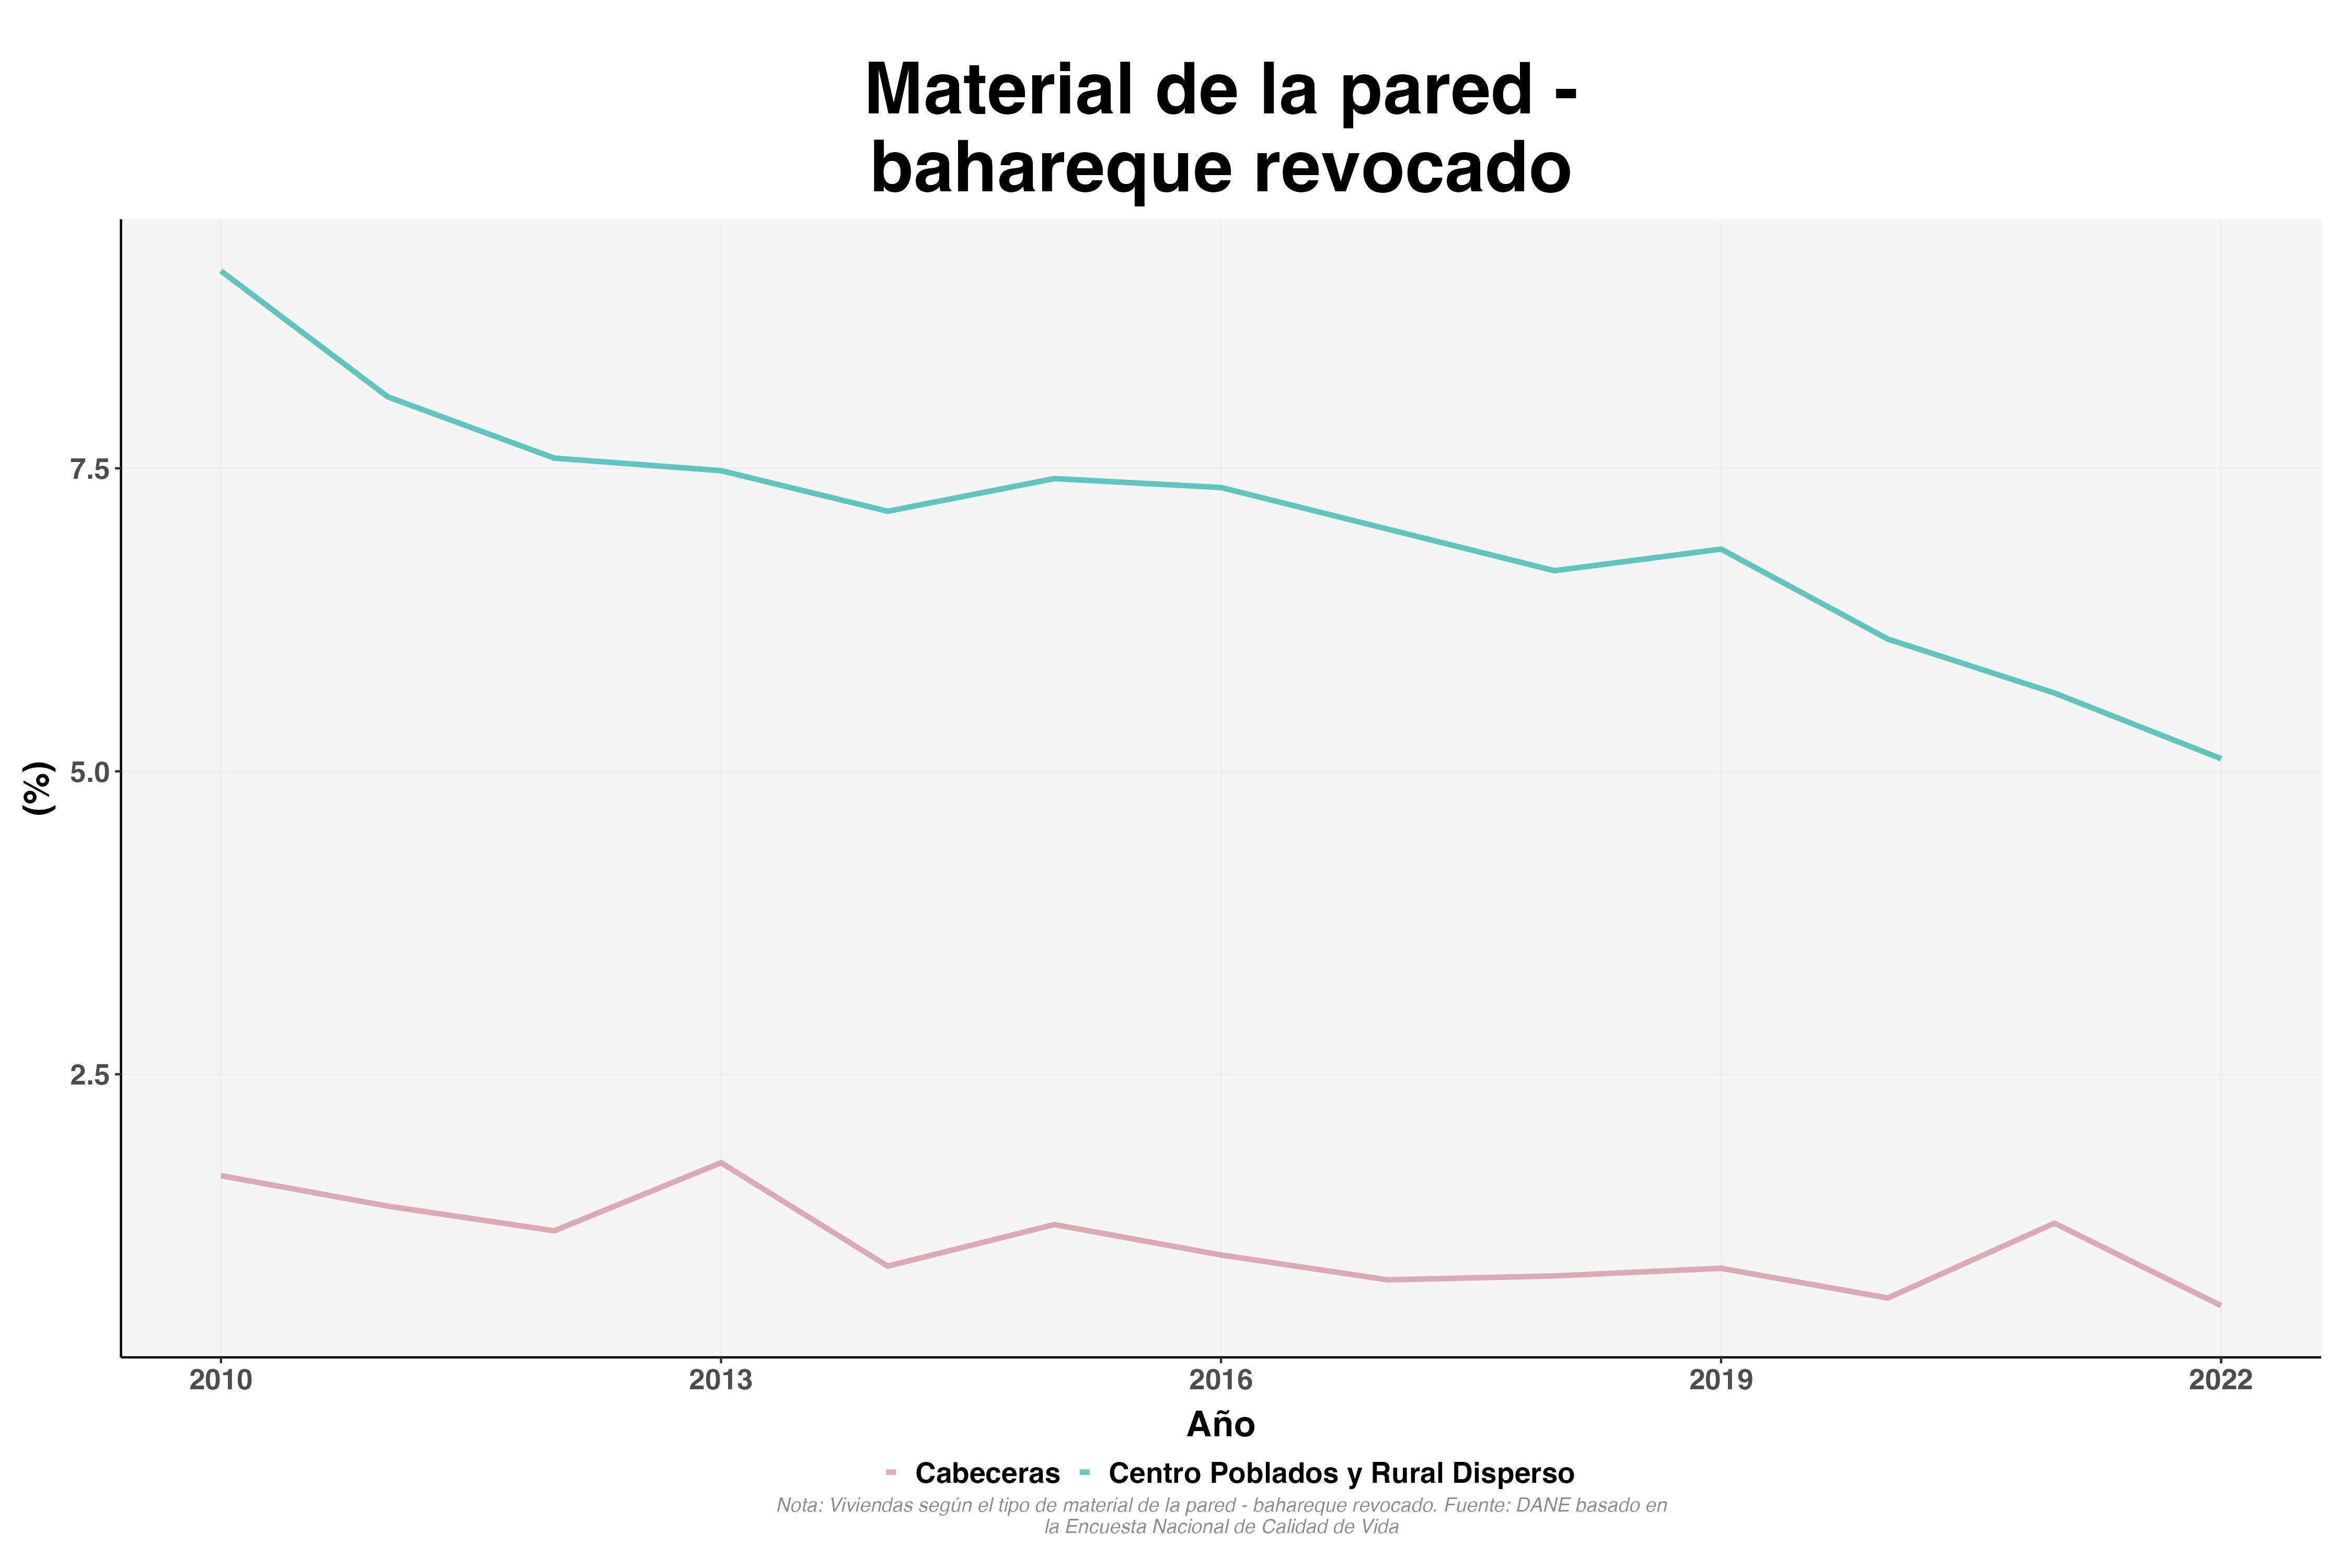 Material de la pared -
bahareque revocado
(%)
7.5
5.0
2.5
2010
2013
2016
2019
2022
Año
Cabeceras
Centro Poblados y Rural Disperso
Nota: Viviendas según el tipo de material de la pared - bahareque revocado. Fuente: DANE basado en
la Encuesta Nacional de Calidad de Vida